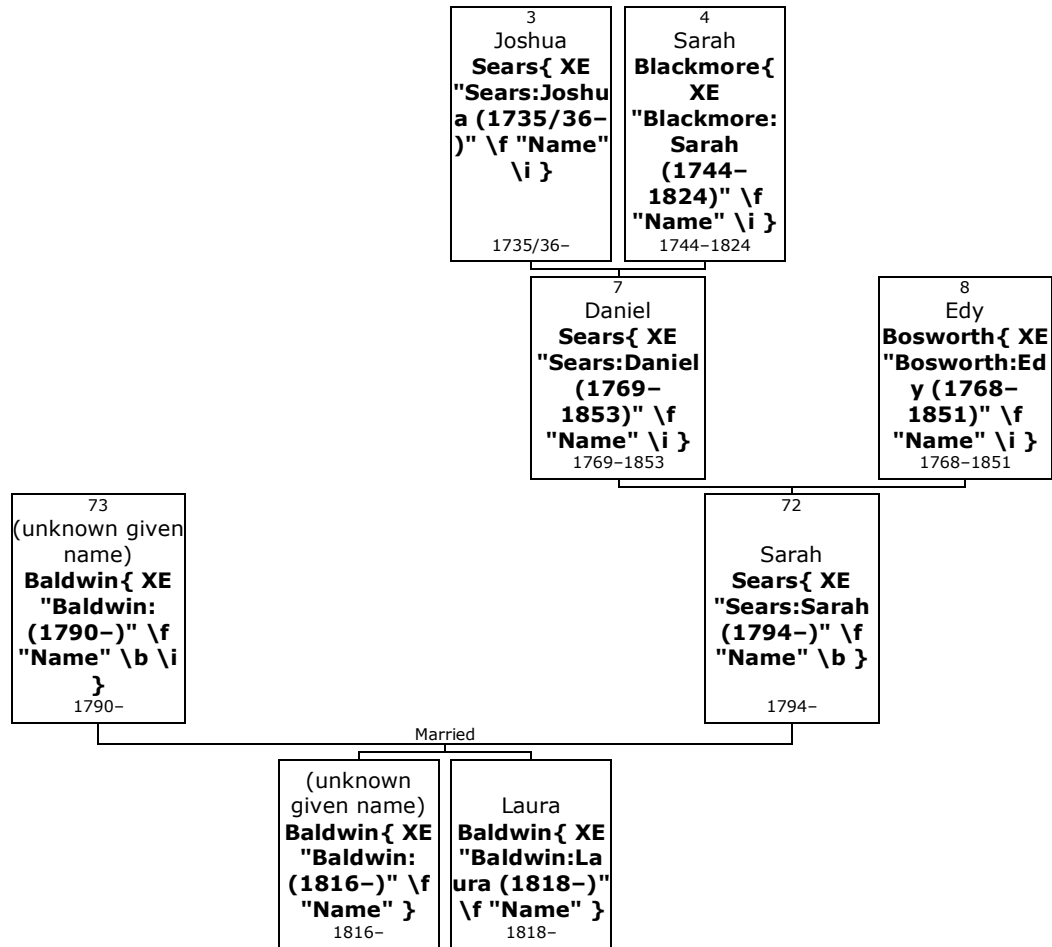 3
Joshua
Sears{ XE
"Sears:Joshu
a (1735/36–
)" \f "Name"
\i }
1735/36–
4
Sarah
Blackmore{
XE
"Blackmore:
Sarah
(1744–
1824)" \f
"Name" \i }
1744–1824
7
Daniel
Sears{ XE
"Sears:Daniel
(1769–
1853)" \f
"Name" \i }
1769–1853
8
Edy
Bosworth{ XE
"Bosworth:Ed
y (1768–
1851)" \f
"Name" \i }
1768–1851
73
(unknown given
name)
Baldwin{ XE
"Baldwin:
(1790–)" \f
"Name" \b \i
}
1790–
72
Sarah
Sears{ XE
"Sears:Sarah
(1794–)" \f
"Name" \b }
1794–
Married
(unknown
given name)
Baldwin{ XE
"Baldwin:
(1816–)" \f
"Name" }
1816–
Laura
Baldwin{ XE
"Baldwin:La
ura (1818–)"
\f "Name" }
1818–